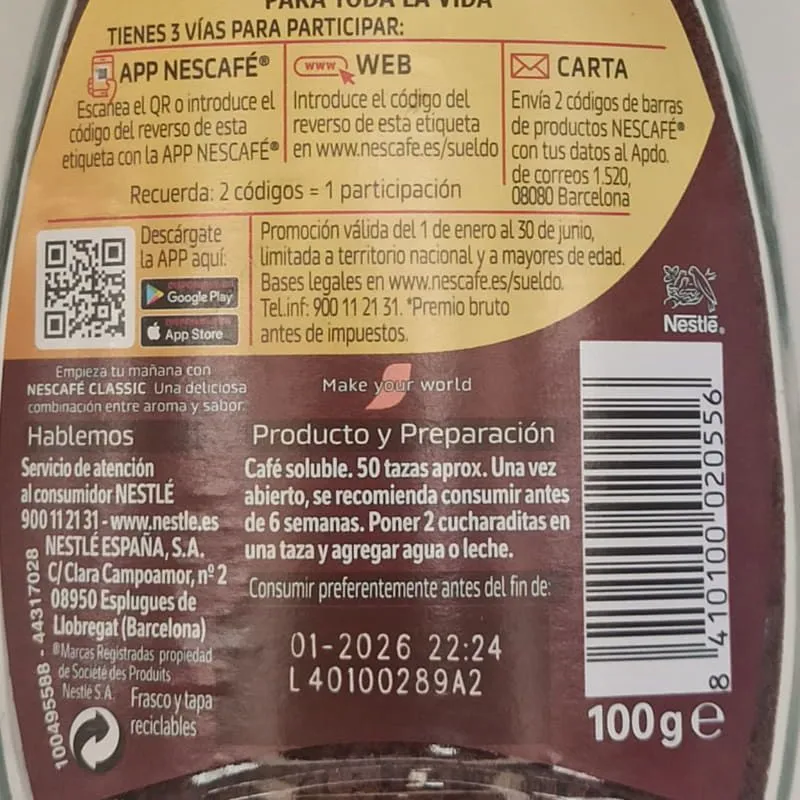 PARA TODA LA VIDA
TIENES 3 VÍAS PARA PARTICIPAR:
APP NESCAFÉ®
Escanea el QR o introduce el
código del reverso de esta
etiqueta con la APP NESCAFÉ®
www WEB
Introduce el código del
reverso de esta etiqueta
en www.nescafe.es/sueldo
CARTA
Envía 2 códigos de barras
de productos NESCAFÉ®
con tus datos al Apdo.
de correos 1.520,
08080 Barcelona
Recuerda: 2 códigos = 1 participación
Descárgate
la APP aquí:
Google Play
App Store
Promoción válida del 1 de enero al 30 de junio,
limitada a territorio nacional y a mayores de edad.
Bases legales en www.nescafe.es/sueldo.
Tel.inf: 900 11 21 31. *Premio bruto
antes de impuestos.
Nestlé®
Empieza tu mañana con
NESCAFÉ CLASSIC. Una deliciosa
combinación entre aroma y sabor.
Make your world
Hablemos
Servicio de atención
al consumidor NESTLÉ
900 11 21 31 - www.nestle.es
NESTLÉ ESPAÑA, S.A.
C/ Clara Campoamor, nº 2
08950 Esplugues de
Llobregat (Barcelona)
®Marcas Registradas propiedad
de Société des Produits
Nestlé S.A.
Frasco y tapa
reciclables
100495588 - 44317028
Producto y Preparación
Café soluble. 50 tazas aprox. Una vez
abierto, se recomienda consumir antes
de 6 semanas. Poner 2 cucharaditas en
una taza y agregar agua o leche.
Consumir preferentemente antes del fin de:
01-2026 22:24
L40100289A2
8 410100 020556
100 g e